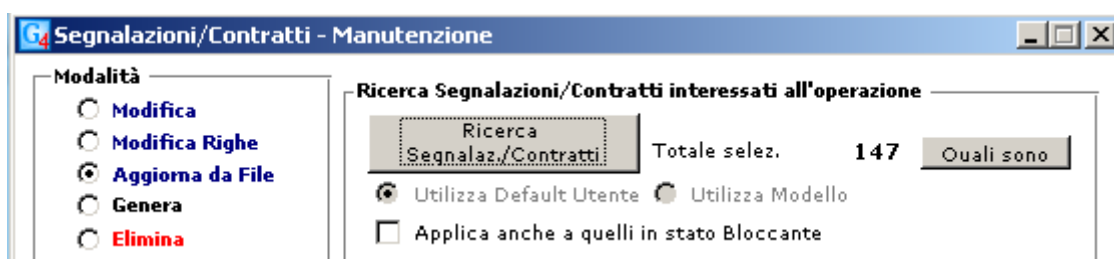 G4 Segnalazioni/Contratti - Manutenzione
Modalità
Modifica
Modifica Righe
Aggiorna da File
Genera
Elimina
Ricerca Segnalazioni/Contratti interessati all'operazione
Ricerca
Segnalaz./Contratti
Totale selez. 147 Quali sono
Utilizza Default Utente Utilizza Modello
Applica anche a quelli in stato Bloccante